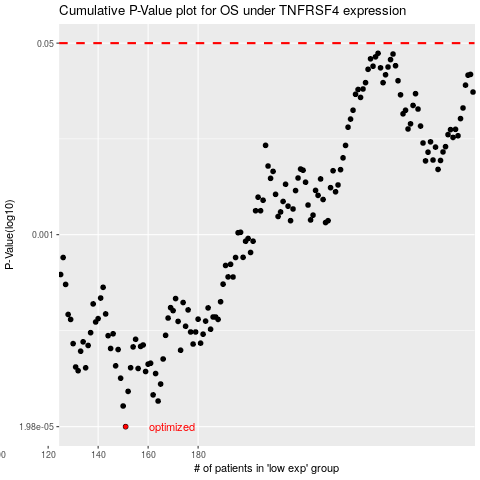 Cumulative P-Value plot for OS under TNFRSF4 expression
P-Value(log10)
0.05
0.001
1.98e-05
optimized
00 120 140 160 180
# of patients in 'low exp' group